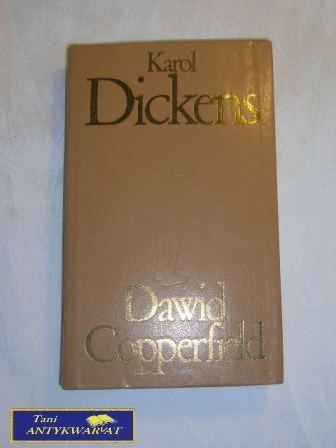 Karol
Dickens
Dawid
Copperfield
Tani
ANTYKWARIAT